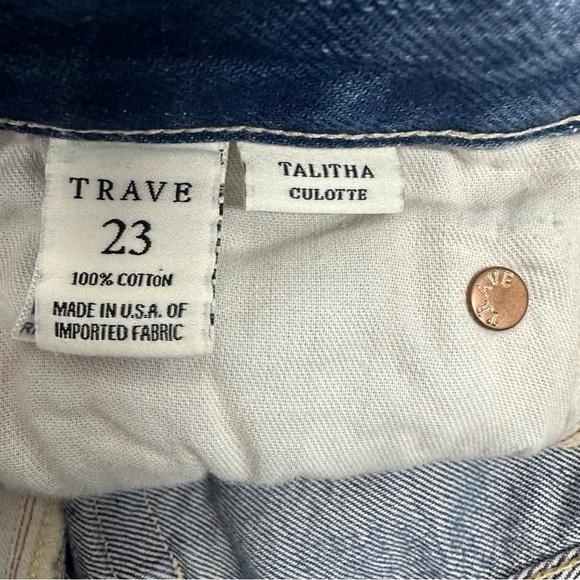 TRAVE
23
100% COTTON
MADE IN U.S.A. OF
IMPORTED FABRIC
TALITHA
CULOTTE
TRAVE